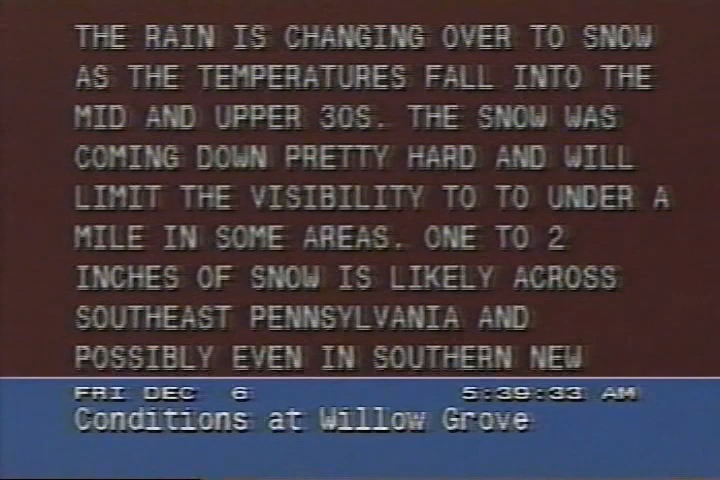 THE RAIN IS CHANGING OVER TO SNOW
AS THE TEMPERATURES FALL INTO THE
MID AND UPPER 30S. THE SNOW WAS
COMING DOWN PRETTY HARD AND WILL
LIMIT THE VISIBILITY TO TO UNDER A
MILE IN SOME AREAS. ONE TO 2
INCHES OF SNOW IS LIKELY ACROSS
SOUTHEAST PENNSYLVANIA AND
POSSIBLY EVEN IN SOUTHERN NEW
FRI DEC 6 5:39:33 AM
Conditions at Willow Grove